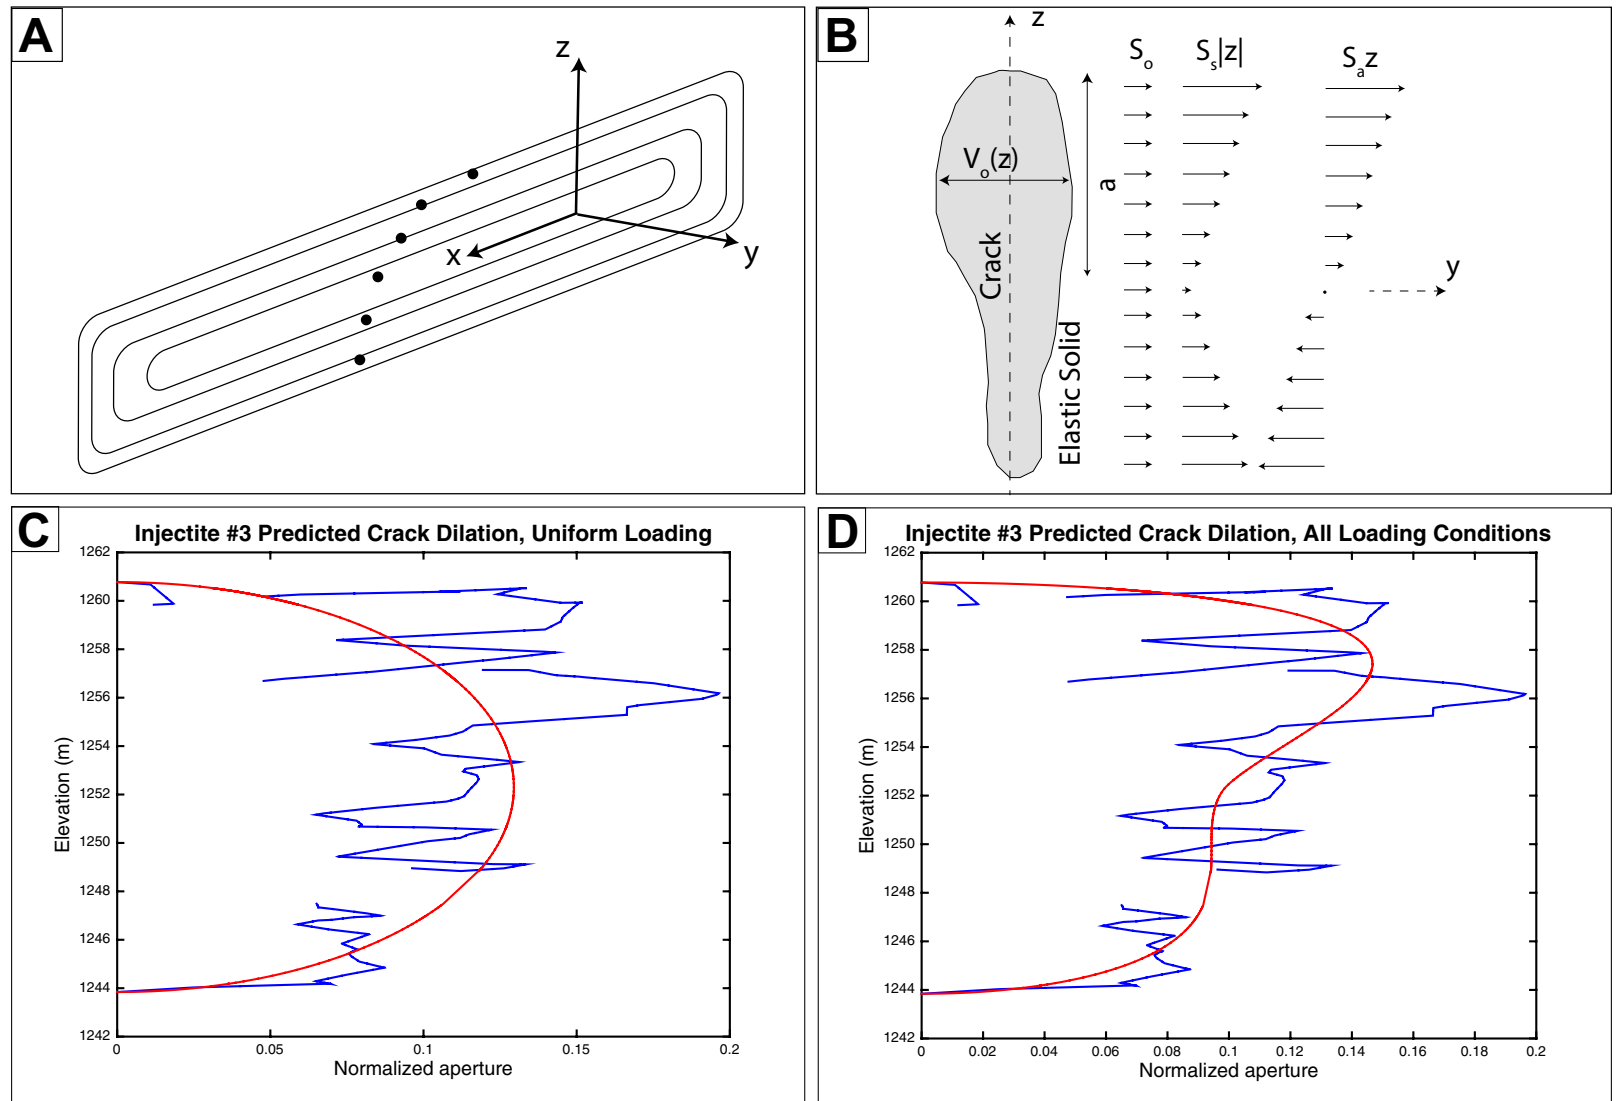 A
z
x
y
B
z
S_o S_s|z| S_a z
V_o(z)
a
Crack
Elastic Solid
y
C
Injectite #3 Predicted Crack Dilation, Uniform Loading
1262
1260
1258
1256
1254
1252
1250
1248
1246
1244
1242
Elevation (m)
0 0.05 0.1 0.15 0.2
Normalized aperture
D
Injectite #3 Predicted Crack Dilation, All Loading Conditions
1262
1260
1258
1256
1254
1252
1250
1248
1246
1244
1242
Elevation (m)
0 0.02 0.04 0.06 0.08 0.1 0.12 0.14 0.16 0.18 0.2
Normalized aperture